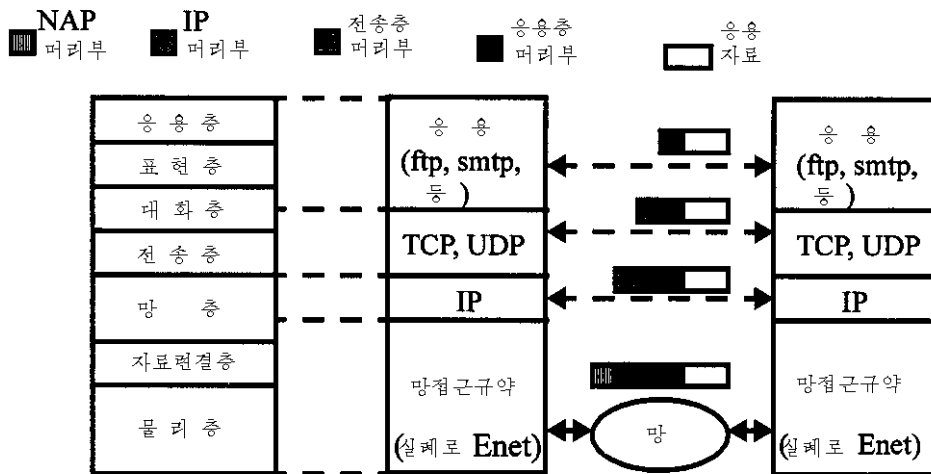 NAP
머리부
IP
머리부
전송층
머리부
응용층
머리부
응용
자료
응 용 층
표 현 층
대 화 층
전 송 층
망 층
자료련결층
물 리 층
응 용
(ftp, smtp,
등 )
TCP, UDP
IP
망접근규약
(실례로 Enet)
망
응 용
(ftp, smtp,
등 )
TCP, UDP
IP
망접근규약
(실례로 Enet)